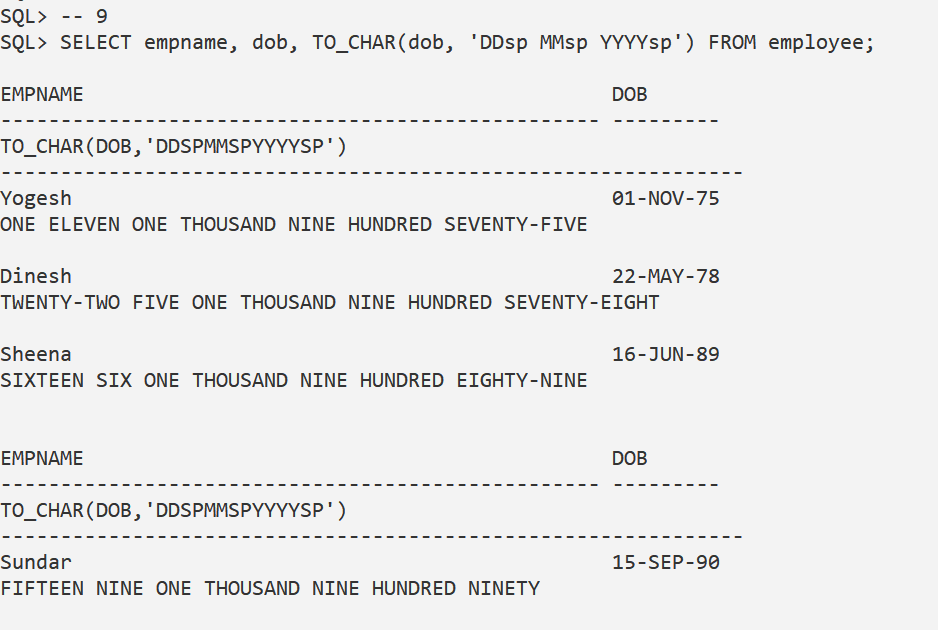 SQL> -- 9
SQL> SELECT empname, dob, TO_CHAR(dob, 'DDsp MMsp YYYYsp') FROM employee;
EMPNAME                                            DOB
-------------------------------------------------- ---------
TO_CHAR(DOB,'DDSPMMSPYYYYSP')
--------------------------------------------------------------
Yogesh                                             01-NOV-75
ONE ELEVEN ONE THOUSAND NINE HUNDRED SEVENTY-FIVE
Dinesh                                             22-MAY-78
TWENTY-TWO FIVE ONE THOUSAND NINE HUNDRED SEVENTY-EIGHT
Sheena                                             16-JUN-89
SIXTEEN SIX ONE THOUSAND NINE HUNDRED EIGHTY-NINE
EMPNAME                                            DOB
-------------------------------------------------- ---------
TO_CHAR(DOB,'DDSPMMSPYYYYSP')
--------------------------------------------------------------
Sundar                                             15-SEP-90
FIFTEEN NINE ONE THOUSAND NINE HUNDRED NINETY